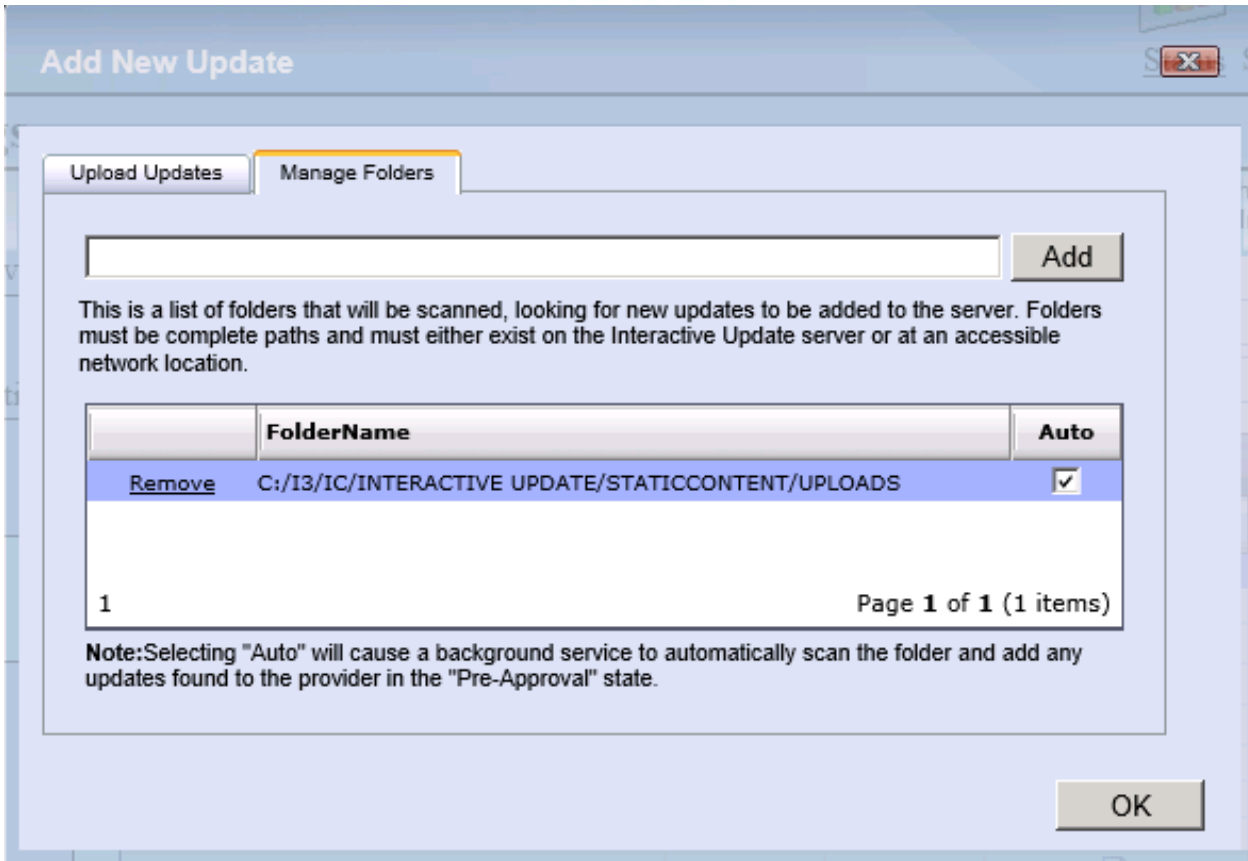 Add New Update
Upload Updates
Manage Folders
Add
This is a list of folders that will be scanned, looking for new updates to be added to the server. Folders
must be complete paths and must either exist on the Interactive Update server or at an accessible
network location.
FolderName Auto
Remove C:/I3/IC/INTERACTIVE UPDATE/STATICCONTENT/UPLOADS
1 Page 1 of 1 (1 items)
Note:Selecting "Auto" will cause a background service to automatically scan the folder and add any
updates found to the provider in the "Pre-Approval" state.
OK